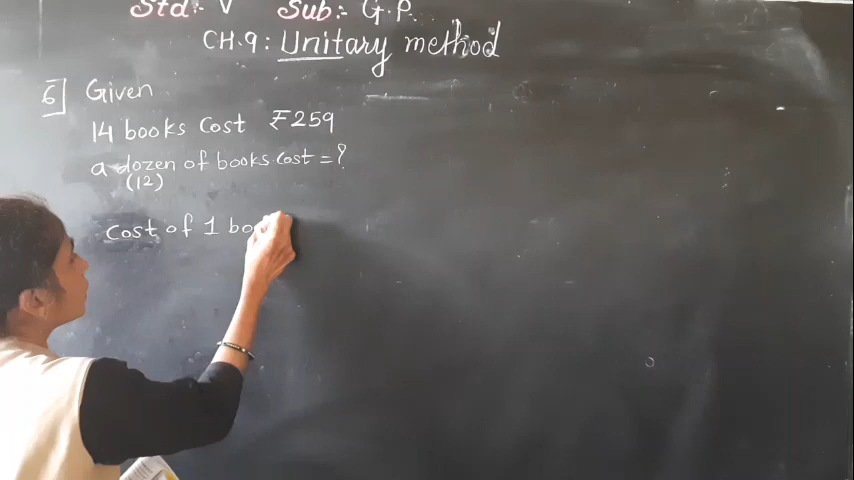 Std:- V Sub:- G.P.
CH.9: Unitary method
6] Given
14 books cost ₹259
a dozen of books cost = ?
(12)
cost of 1